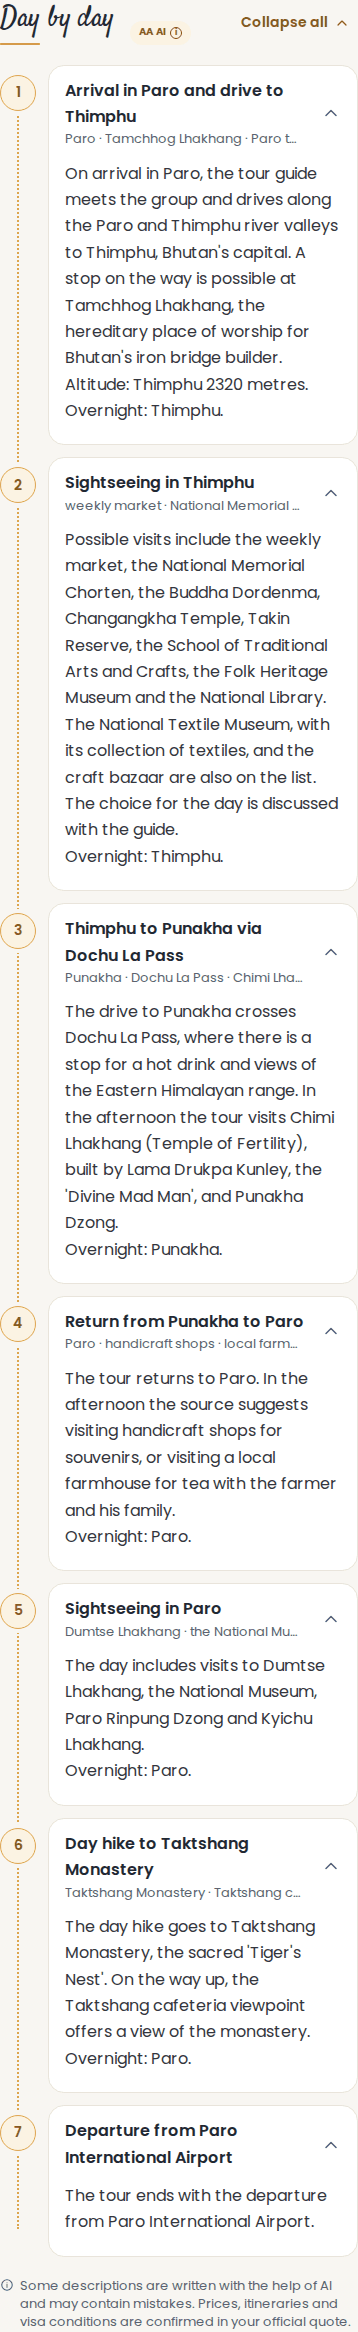 Day by day
AA AI
Collapse all
1
Arrival in Paro and drive to
Thimphu
Paro · Tamchhog Lhakhang · Paro t...
On arrival in Paro, the tour guide
meets the group and drives along
the Paro and Thimphu river valleys
to Thimphu, Bhutan's capital. A
stop on the way is possible at
Tamchhog Lhakhang, the
hereditary place of worship for
Bhutan's iron bridge builder.
Altitude: Thimphu 2320 metres.
Overnight: Thimphu.
2
Sightseeing in Thimphu
weekly market · National Memorial ...
Possible visits include the weekly
market, the National Memorial
Chorten, the Buddha Dordenma,
Changangkha Temple, Takin
Reserve, the School of Traditional
Arts and Crafts, the Folk Heritage
Museum and the National Library.
The National Textile Museum, with
its collection of textiles, and the
craft bazaar are also on the list.
The choice for the day is discussed
with the guide.
Overnight: Thimphu.
3
Thimphu to Punakha via
Dochu La Pass
Punakha · Dochu La Pass · Chimi Lha...
The drive to Punakha crosses
Dochu La Pass, where there is a
stop for a hot drink and views of
the Eastern Himalayan range. In
the afternoon the tour visits Chimi
Lhakhang (Temple of Fertility),
built by Lama Drukpa Kunley, the
'Divine Mad Man', and Punakha
Dzong.
Overnight: Punakha.
4
Return from Punakha to Paro
Paro · handicraft shops · local farm...
The tour returns to Paro. In the
afternoon the source suggests
visiting handicraft shops for
souvenirs, or visiting a local
farmhouse for tea with the farmer
and his family.
Overnight: Paro.
5
Sightseeing in Paro
Dumtse Lhakhang · the National Mu...
The day includes visits to Dumtse
Lhakhang, the National Museum,
Paro Rinpung Dzong and Kyichu
Lhakhang.
Overnight: Paro.
6
Day hike to Taktshang
Monastery
Taktshang Monastery · Taktshang c...
The day hike goes to Taktshang
Monastery, the sacred 'Tiger's
Nest'. On the way up, the
Taktshang cafeteria viewpoint
offers a view of the monastery.
Overnight: Paro.
7
Departure from Paro
International Airport
The tour ends with the departure
from Paro International Airport.
Some descriptions are written with the help of AI
and may contain mistakes. Prices, itineraries and
visa conditions are confirmed in your official quote.